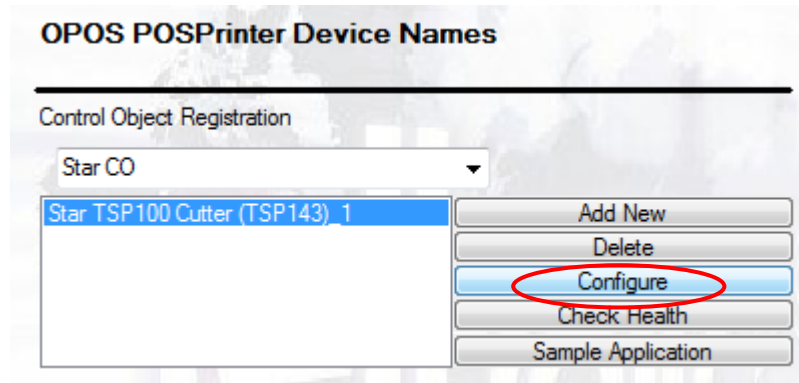 OPOS POSPrinter Device Names
Control Object Registration
Star CO
Star TSP100 Cutter (TSP143)_1
Add New
Delete
Configure
Check Health
Sample Application